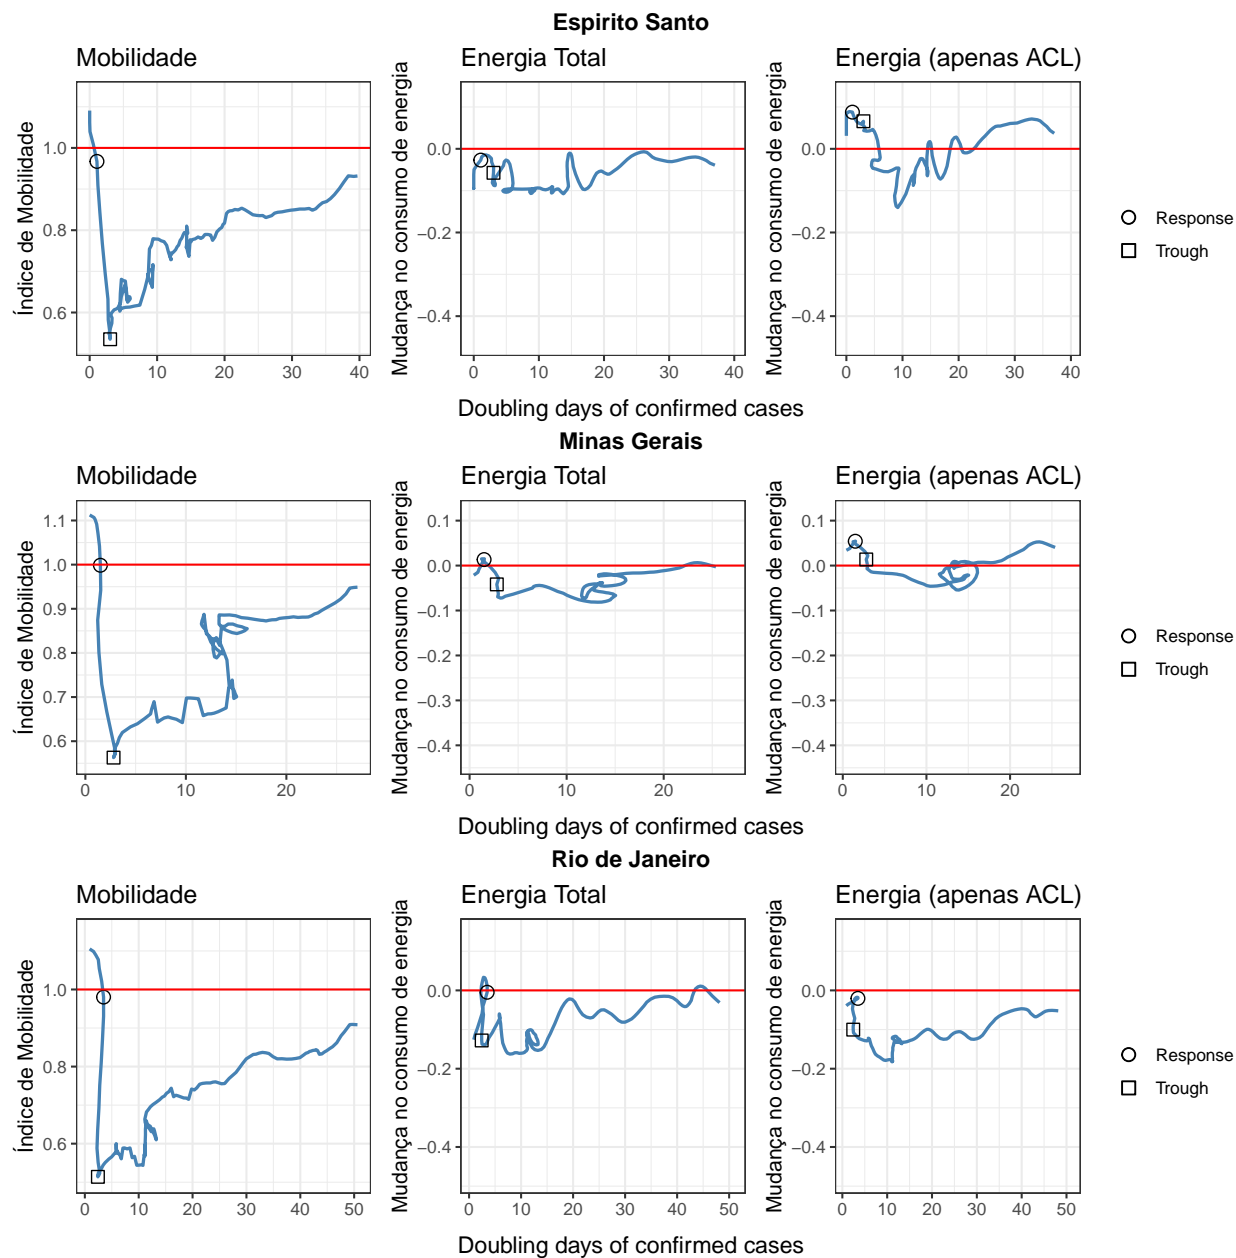 Espirito Santo
Mobilidade
Energia Total
Energia (apenas ACL)
Índice de Mobilidade
1.0
0.8
0.6
0
10
20
30
40
Mudança no consumo de energia
0.0
−0.2
−0.4
0
10
20
30
40
Mudança no consumo de energia
0.0
−0.2
−0.4
0
10
20
30
40
Response
Trough
Doubling days of confirmed cases
Minas Gerais
Mobilidade
Energia Total
Energia (apenas ACL)
Índice de Mobilidade
1.1
1.0
0.9
0.8
0.7
0.6
0
10
20
Mudança no consumo de energia
0.1
0.0
−0.1
−0.2
−0.3
−0.4
0
10
20
Mudança no consumo de energia
0.1
0.0
−0.1
−0.2
−0.3
−0.4
0
10
20
Response
Trough
Doubling days of confirmed cases
Rio de Janeiro
Mobilidade
Energia Total
Energia (apenas ACL)
Índice de Mobilidade
1.0
0.8
0.6
0
10
20
30
40
50
Mudança no consumo de energia
0.0
−0.2
−0.4
0
10
20
30
40
50
Mudança no consumo de energia
0.0
−0.2
−0.4
0
10
20
30
40
50
Response
Trough
Doubling days of confirmed cases